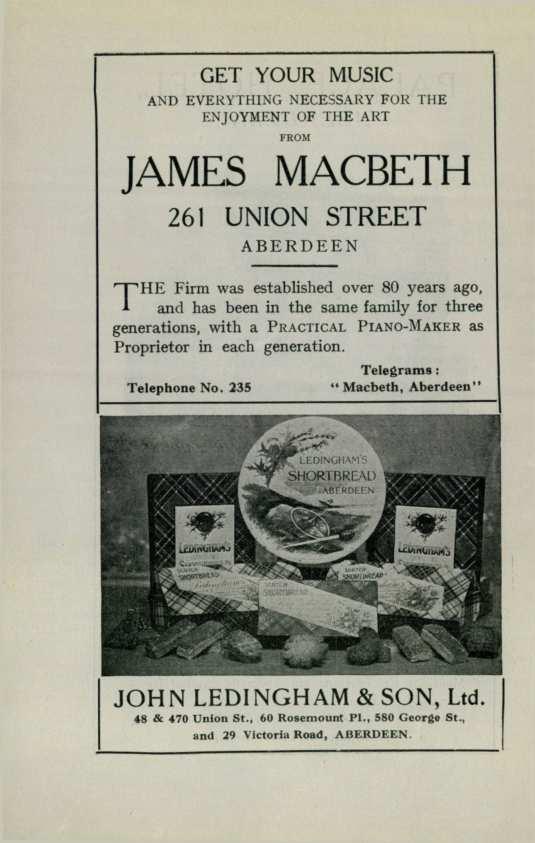 GET YOUR MUSIC
AND EVERYTHING NECESSARY FOR THE
ENJOYMENT OF THE ART
FROM
JAMES MACBETH
261 UNION STREET
ABERDEEN
THE Firm was established over 80 years ago,
and has been in the same family for three
generations, with a PRACTICAL PIANO-MAKER as
Proprietor in each generation.
Telegrams:
Telephone No. 235 "Macbeth, Aberdeen"
LEDINGHAM'S
SHORTBREAD
ABERDEEN
LEDINGHAM'S
LEDINGHAM'S
SHORTBREAD
SHORTBREAD
Ledingham's
SHORTBREAD
JOHN LEDINGHAM & SON, Ltd.
48 & 470 Union St., 60 Rosemount Pl., 580 George St.,
and 29 Victoria Road, ABERDEEN.